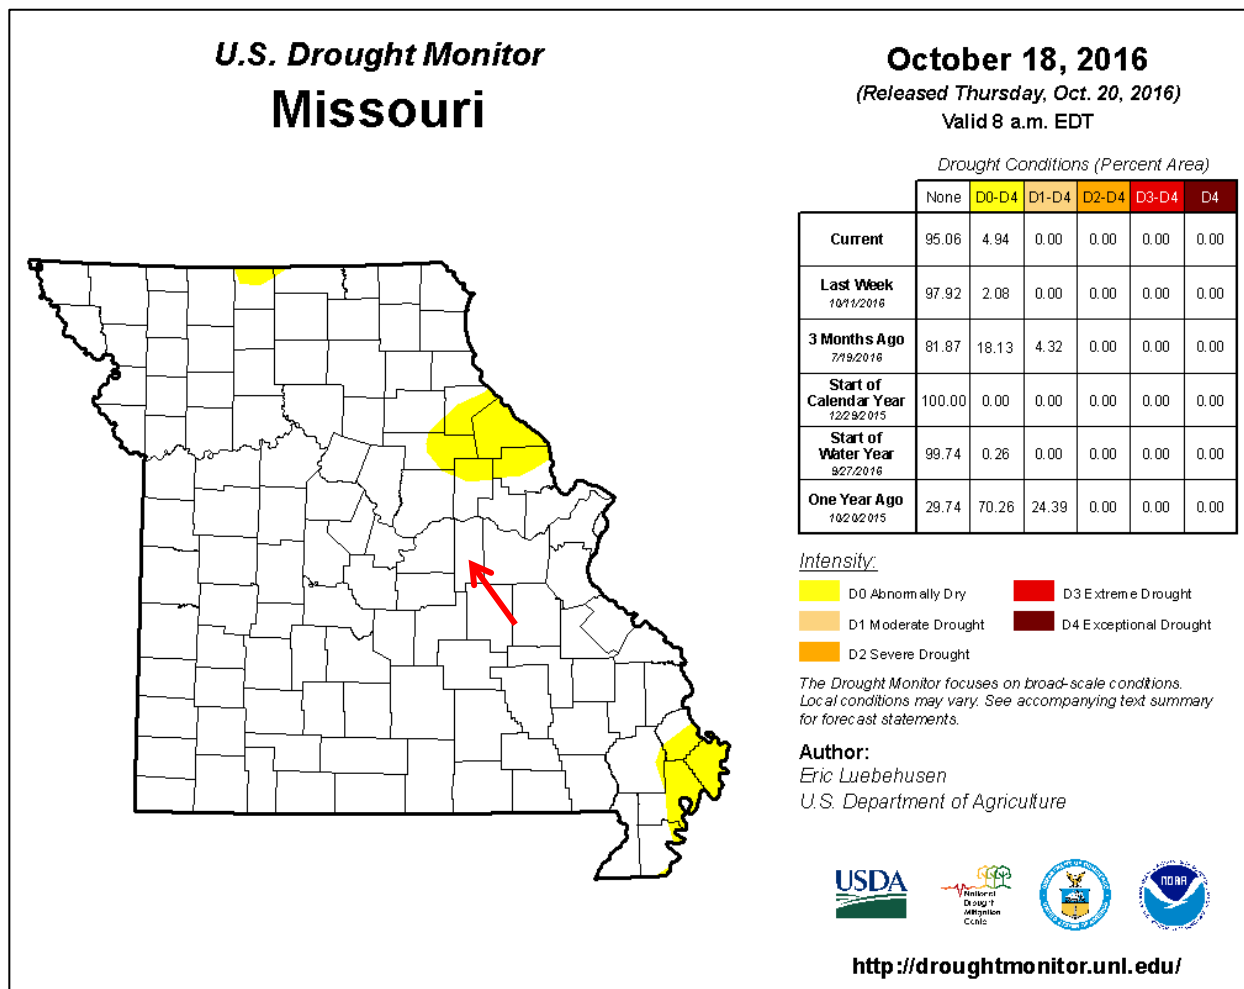 U.S. Drought Monitor
Missouri
October 18, 2016
(Released Thursday, Oct. 20, 2016)
Valid 8 a.m. EDT
Drought Conditions (Percent Area)
None D0-D4 D1-D4 D2-D4 D3-D4 D4
Current 95.06 4.94 0.00 0.00 0.00 0.00
Last Week
10/11/2016 97.92 2.08 0.00 0.00 0.00 0.00
3 Months Ago
7/19/2016 81.87 18.13 4.32 0.00 0.00 0.00
Start of
Calendar Year
12/29/2015 100.00 0.00 0.00 0.00 0.00 0.00
Start of
Water Year
9/27/2016 99.74 0.26 0.00 0.00 0.00 0.00
One Year Ago
10/20/2015 29.74 70.26 24.39 0.00 0.00 0.00
Intensity:
D0 Abnormally Dry
D1 Moderate Drought
D2 Severe Drought
D3 Extreme Drought
D4 Exceptional Drought
The Drought Monitor focuses on broad-scale conditions.
Local conditions may vary. See accompanying text summary
for forecast statements.
Author:
Eric Luebehusen
U.S. Department of Agriculture
USDA
National
Drought
Mitigation
Center
NOAA
http://droughtmonitor.unl.edu/